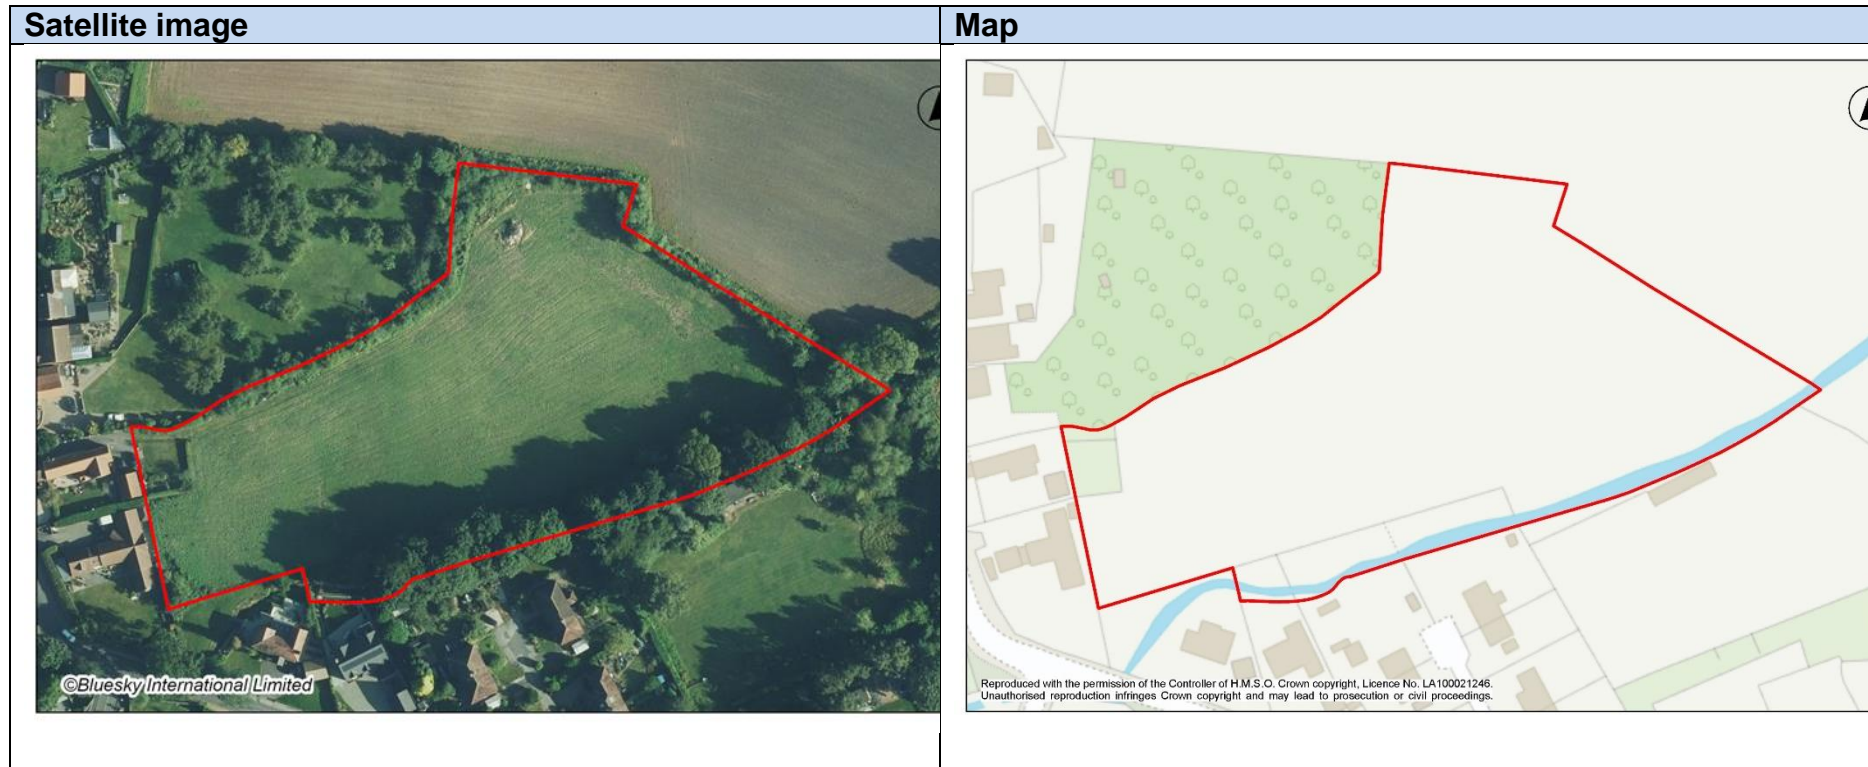 Satellite image
Map
©Bluesky International Limited
Reproduced with the permission of the Controller of H.M.S.O. Crown copyright, Licence No. LA100021246.
Unauthorised reproduction infringes Crown copyright and may lead to prosecution or civil proceedings.